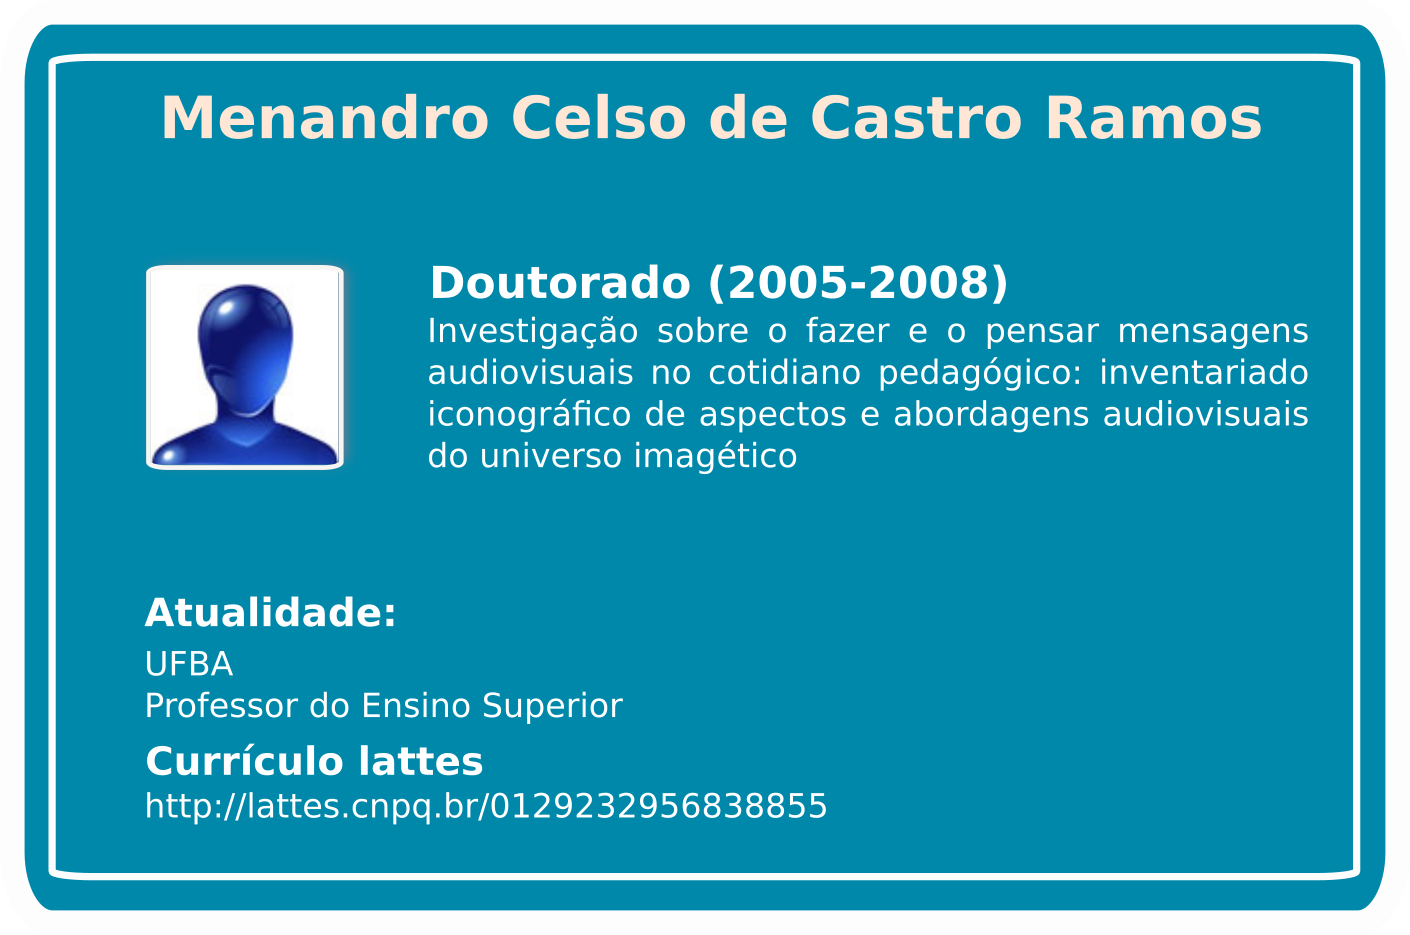 Menandro Celso de Castro Ramos
Doutorado (2005-2008)
Investigação sobre o fazer e o pensar mensagens
audiovisuais no cotidiano pedagógico: inventariado
iconográfico de aspectos e abordagens audiovisuais
do universo imagético
Atualidade:
UFBA
Professor do Ensino Superior
Currículo lattes
http://lattes.cnpq.br/0129232956838855